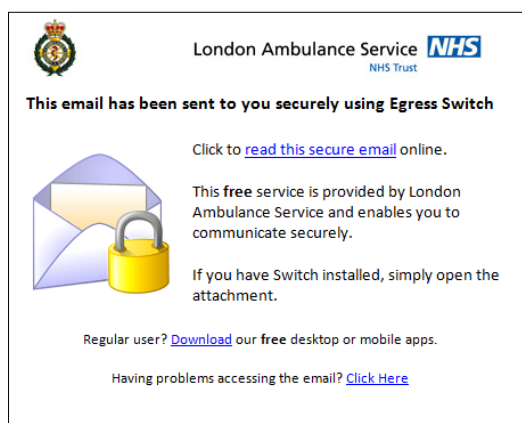 London Ambulance Service NHS
NHS Trust
This email has been sent to you securely using Egress Switch
Click to read this secure email online.
This free service is provided by London
Ambulance Service and enables you to
communicate securely.
If you have Switch installed, simply open the
attachment.
Regular user? Download our free desktop or mobile apps.
Having problems accessing the email? Click Here